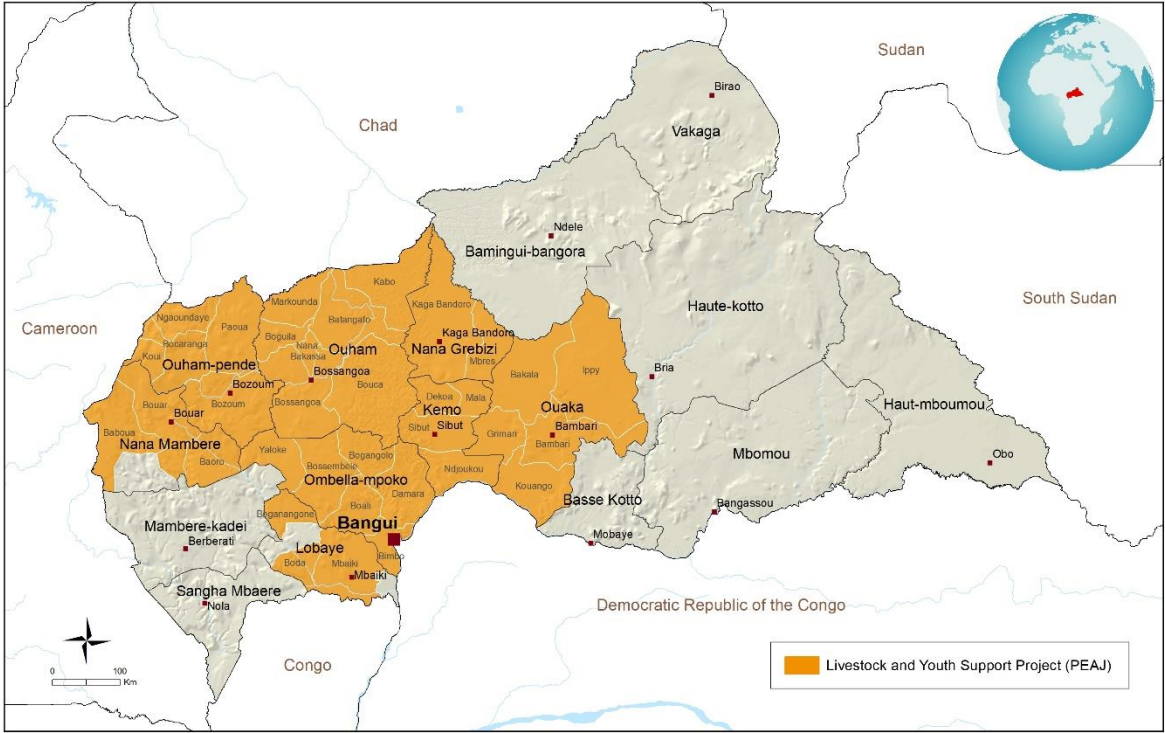 Sudan
Birao
Chad
Vakaga
Ndele
Bamingui-bangora
Kabo
Markounda
Kaga Bandoro
Haute-kotto
South Sudan
Ngaoundaye
Paoua
Batangafo
Cameroon
Bocaranga
Boguila
Kaga Bandoro
Koui
Nana
Bakassa
Ouham
Nana Grebizi
Mbres
Ouham-pende
Bakala
Ippy
Bria
Bossangoa
Bouca
Bozoum
Bozoum
Dekoa
Mala
Bouar
Bossangoa
Kemo
Ouaka
Haut-mboumou
Bouar
Sibut
Sibut
Grimari
Bambari
Bambari
Baboua
Nana Mambere
Yaloke
Bogangolo
Mbomou
Obo
Baoro
Bossembele
Ndjoukou
Ombella-mpoko
Kouango
Damara
Basse Kotto
Boali
Bangassou
Boganangone
Bangui
Mambere-kadei
Berberati
Mobaye
Lobaye
Bimbo
Boda
Mbaiki
Mbaiki
Sangha Mbaere
Nola
Democratic Republic of the Congo
Congo
0 100
Km
Livestock and Youth Support Project (PEAJ)